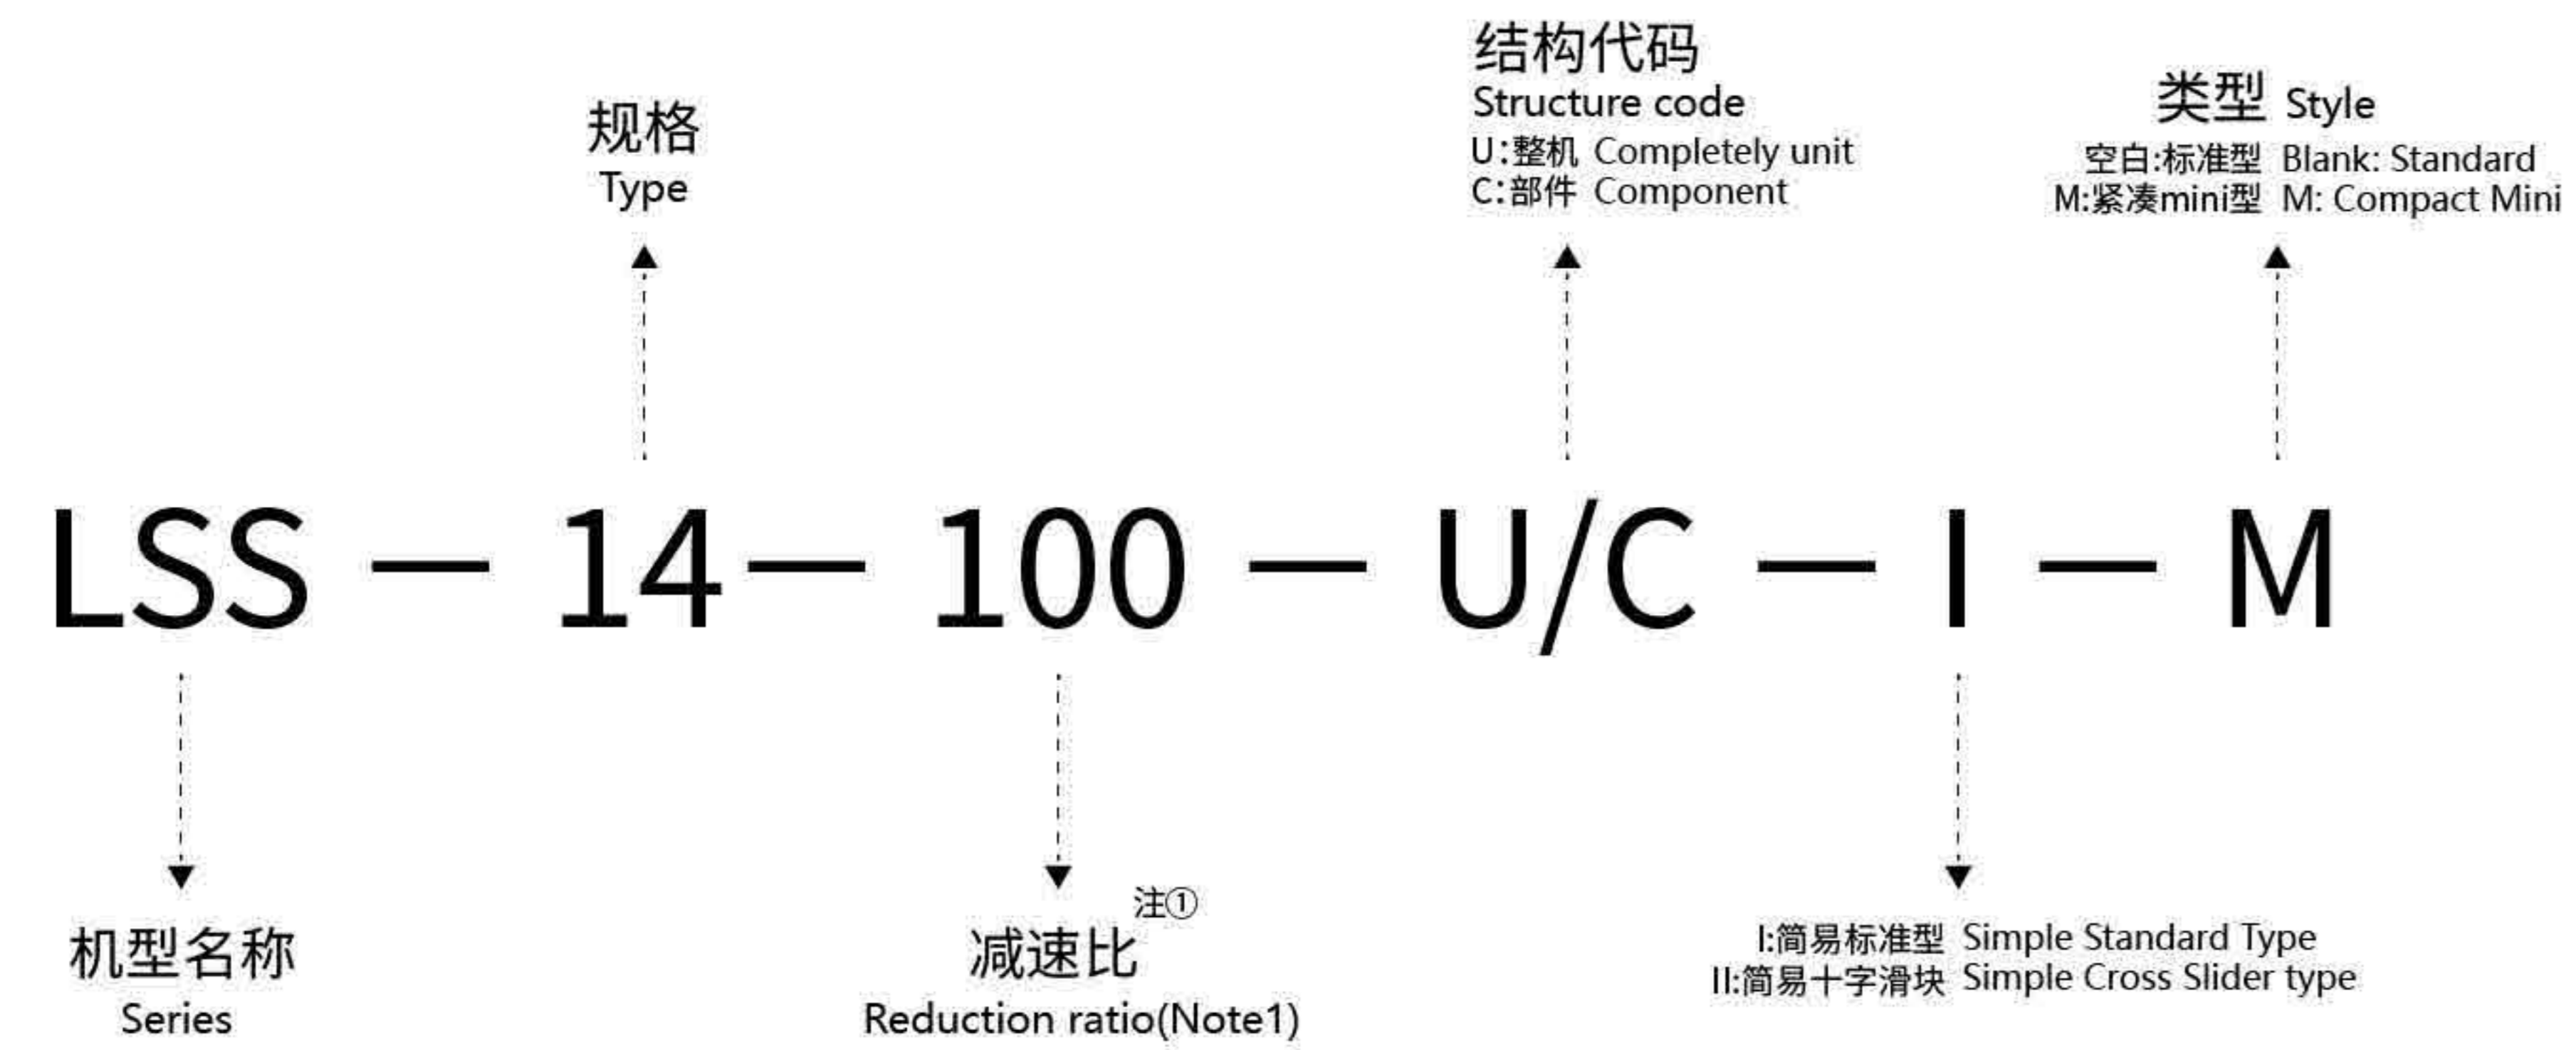 结构代码
Structure code
U:整机 Completely unit
C:部件 Component
类型 Style
空白:标准型 Blank: Standard
M:紧凑mini型 M: Compact Mini
规格
Type
LSS — 14 — 100 — U/C — I — M
机型名称
Series
减速比 注①
Reduction ratio(Note1)
I:简易标准型 Simple Standard Type
II:简易十字滑块 Simple Cross Slider type